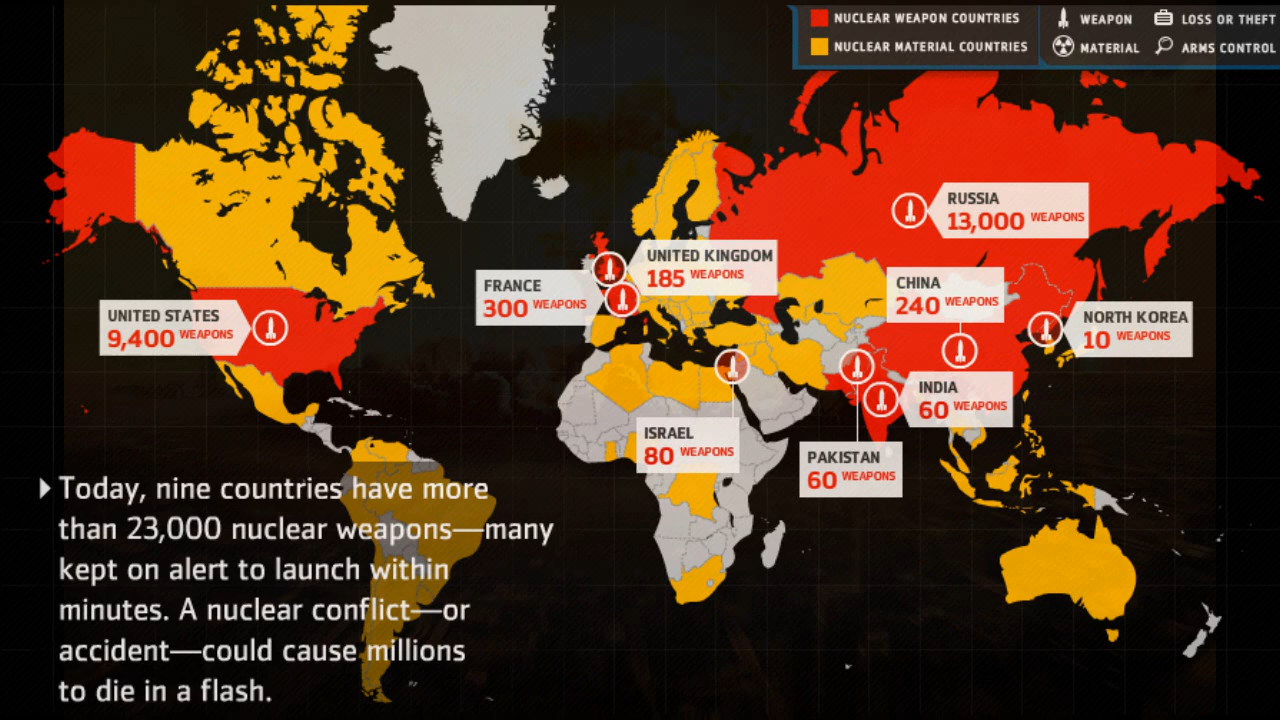 NUCLEAR WEAPON COUNTRIES
NUCLEAR MATERIAL COUNTRIES
WEAPON
LOSS OR THEFT
MATERIAL
ARMS CONTROL
RUSSIA
13,000 WEAPONS
UNITED KINGDOM
185 WEAPONS
FRANCE
300 WEAPONS
CHINA
240 WEAPONS
UNITED STATES
9,400 WEAPONS
NORTH KOREA
10 WEAPONS
INDIA
60 WEAPONS
ISRAEL
80 WEAPONS
PAKISTAN
60 WEAPONS
Today, nine countries have more
than 23,000 nuclear weapons—many
kept on alert to launch within
minutes. A nuclear conflict—or
accident—could cause millions
to die in a flash.